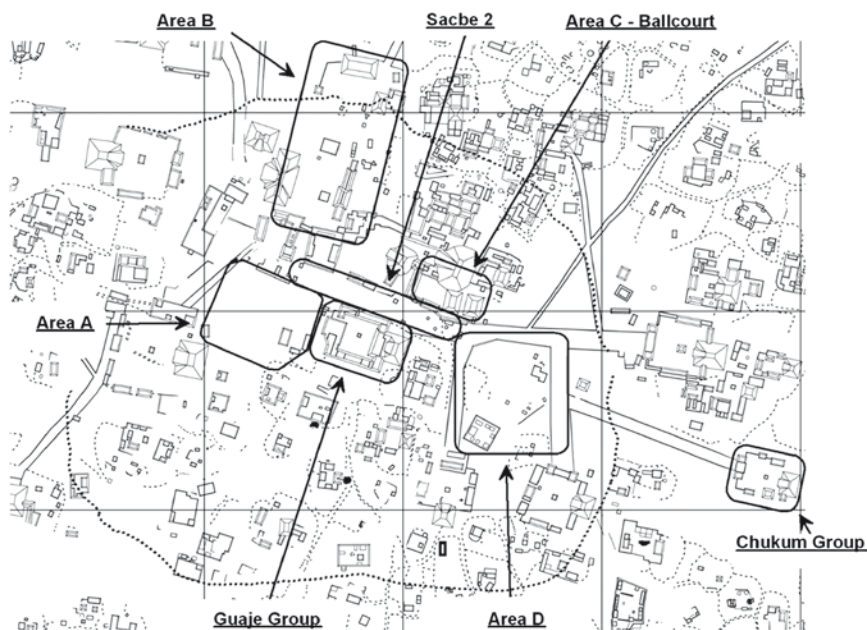 Area B
Sacbe 2
Area C - Ballcourt
Area A
Chukum Group
Guaje Group
Area D